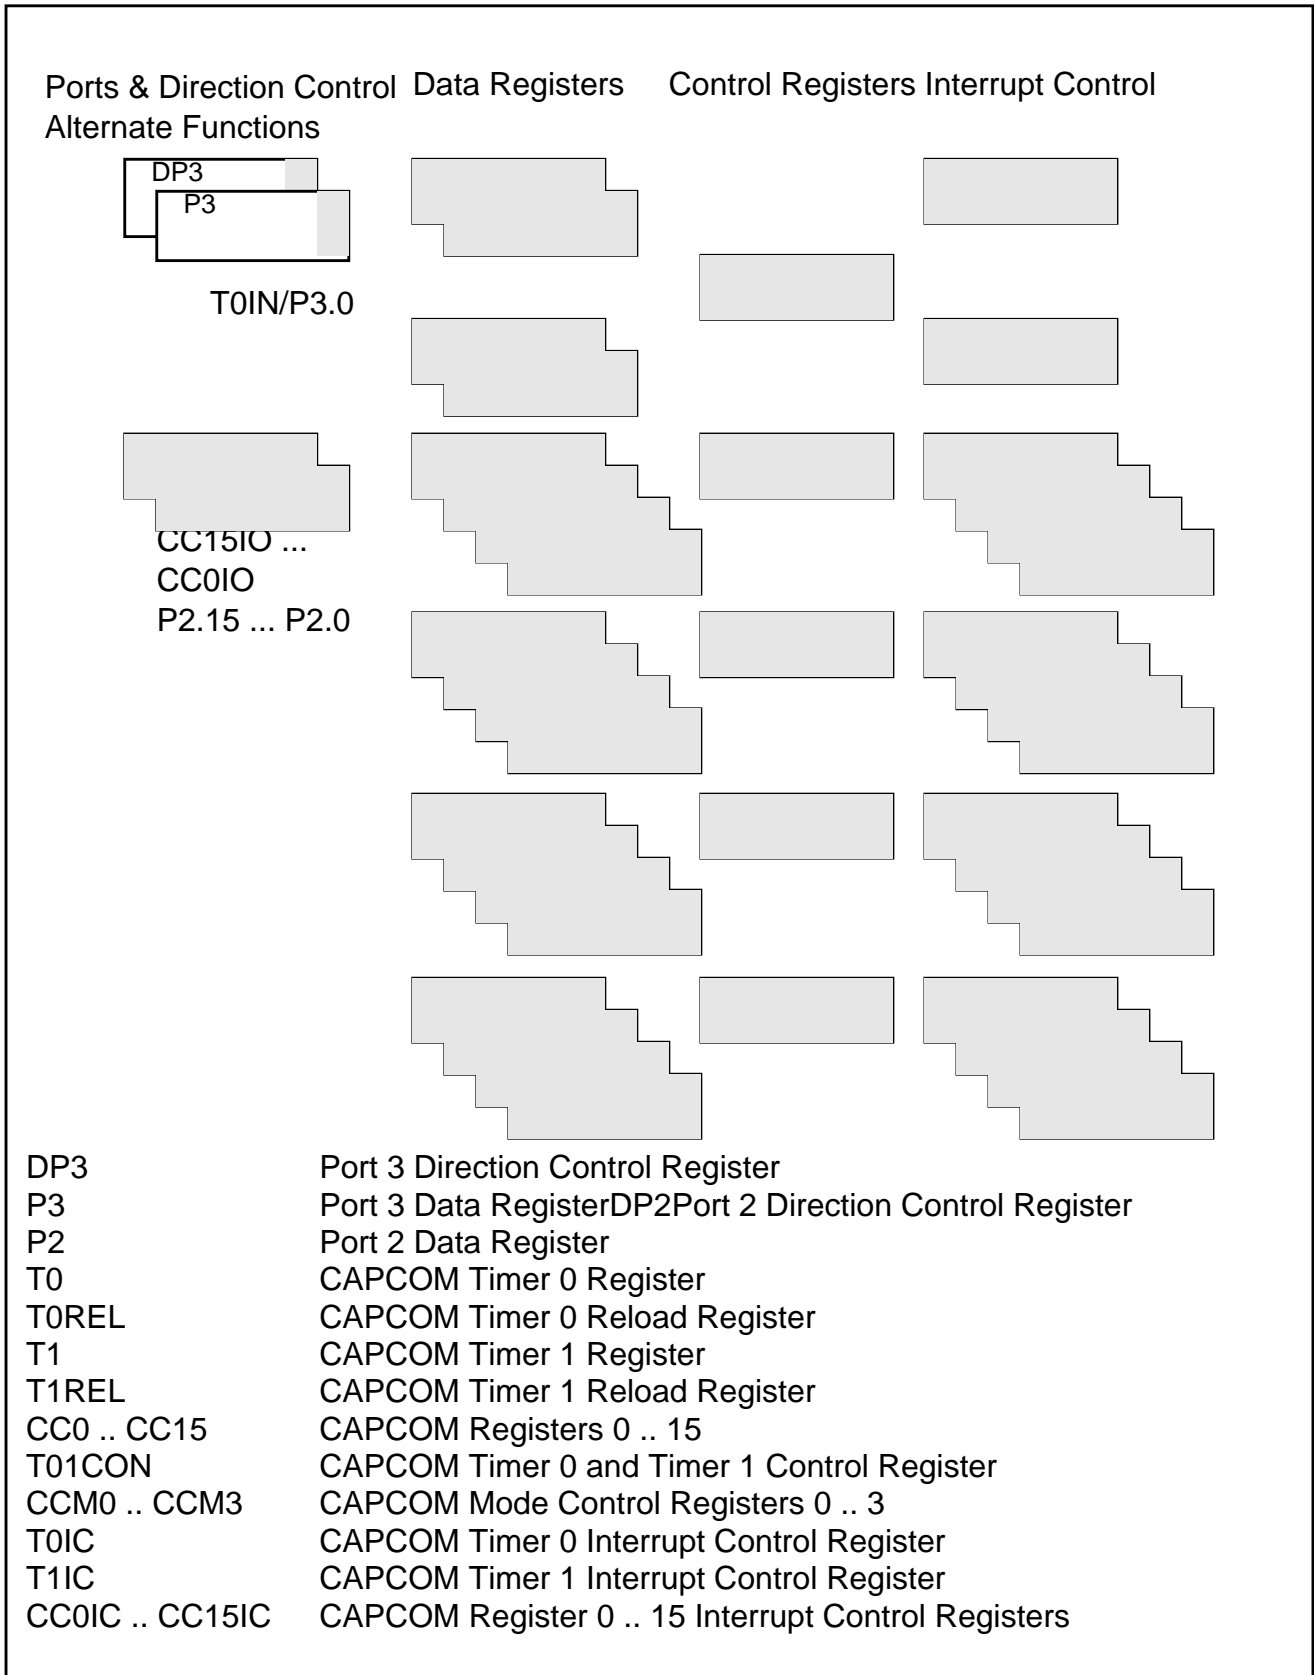 Ports & Direction Control Data Registers Control Registers Interrupt Control
Alternate Functions
DP3
P3
T0IN/P3.0
CC15IO ...
CC0IO
P2.15 ... P2.0
DP3 Port 3 Direction Control Register
P3 Port 3 Data RegisterDP2Port 2 Direction Control Register
P2 Port 2 Data Register
T0 CAPCOM Timer 0 Register
T0REL CAPCOM Timer 0 Reload Register
T1 CAPCOM Timer 1 Register
T1REL CAPCOM Timer 1 Reload Register
CC0 .. CC15 CAPCOM Registers 0 .. 15
T01CON CAPCOM Timer 0 and Timer 1 Control Register
CCM0 .. CCM3 CAPCOM Mode Control Registers 0 .. 3
T0IC CAPCOM Timer 0 Interrupt Control Register
T1IC CAPCOM Timer 1 Interrupt Control Register
CC0IC .. CC15IC CAPCOM Register 0 .. 15 Interrupt Control Registers